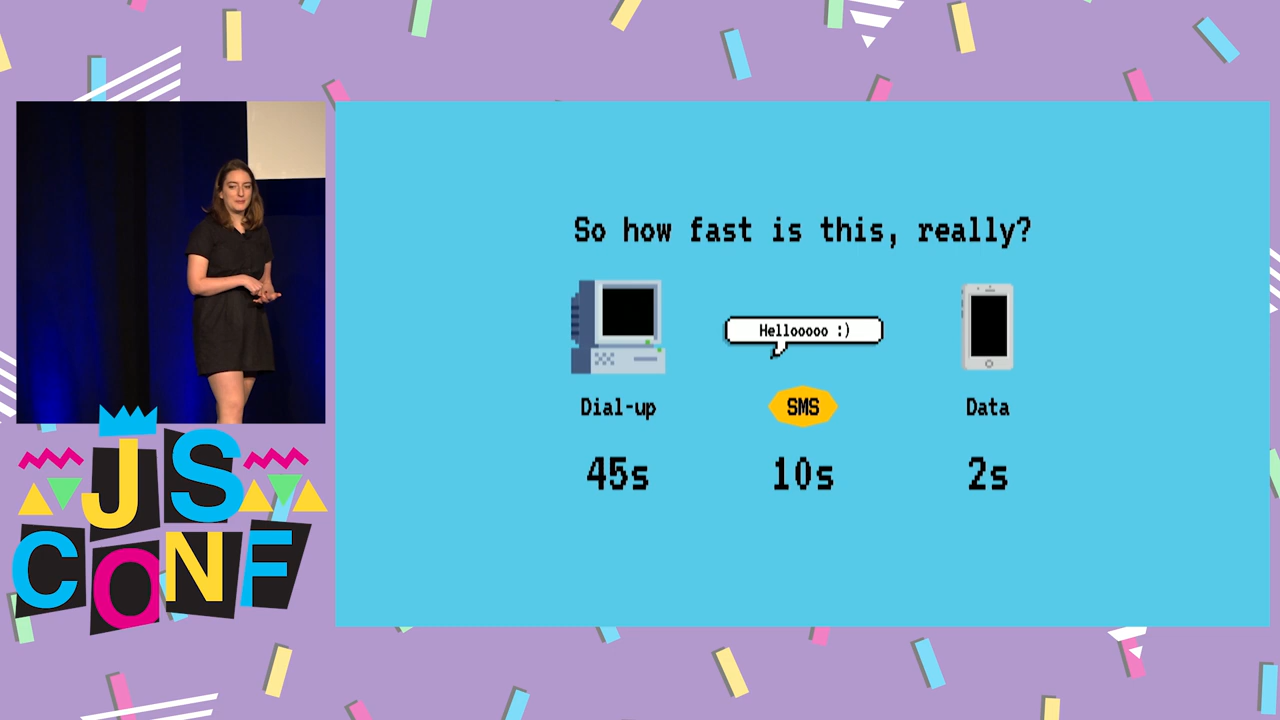 So how fast is this, really?
Hellooooo :)
Dial-up
SMS
Data
45s
10s
2s
JS
CONF